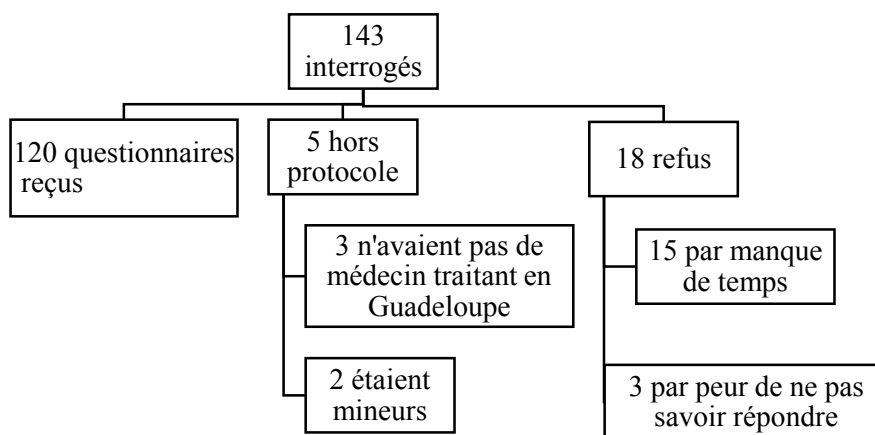 143
interrogés
120 questionnaires
reçus
5 hors
protocole
18 refus
3 n'avaient pas de
médecin traitant en
Guadeloupe
15 par manque
de temps
2 étaient
mineurs
3 par peur de ne pas
savoir répondre